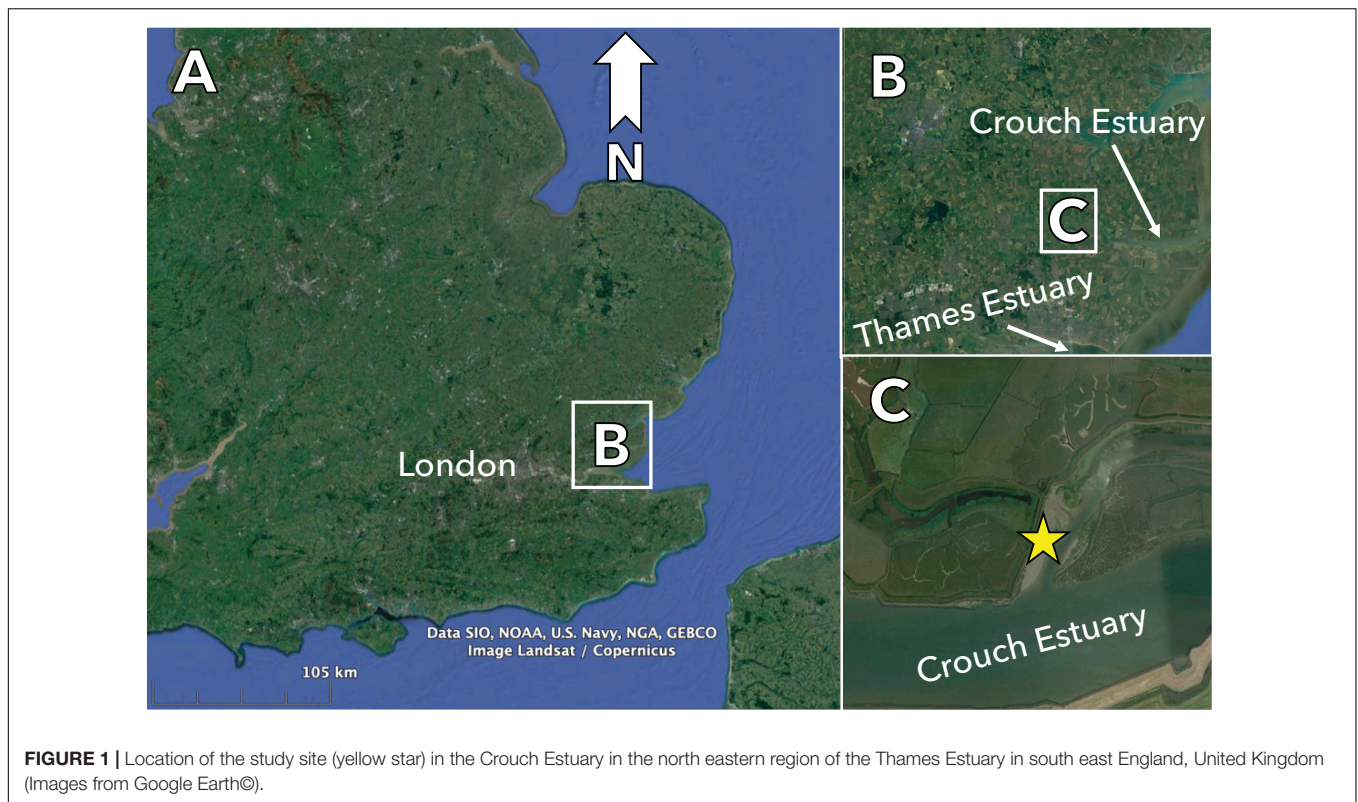 A
N
London
B
Data SIO, NOAA, U.S. Navy, NGA, GEBCO
Image Landsat / Copernicus
105 km
B
Crouch Estuary
C
Thames Estuary
C
Crouch Estuary
FIGURE 1 | Location of the study site (yellow star) in the Crouch Estuary in the north eastern region of the Thames Estuary in south east England, United Kingdom
(Images from Google Earth©).